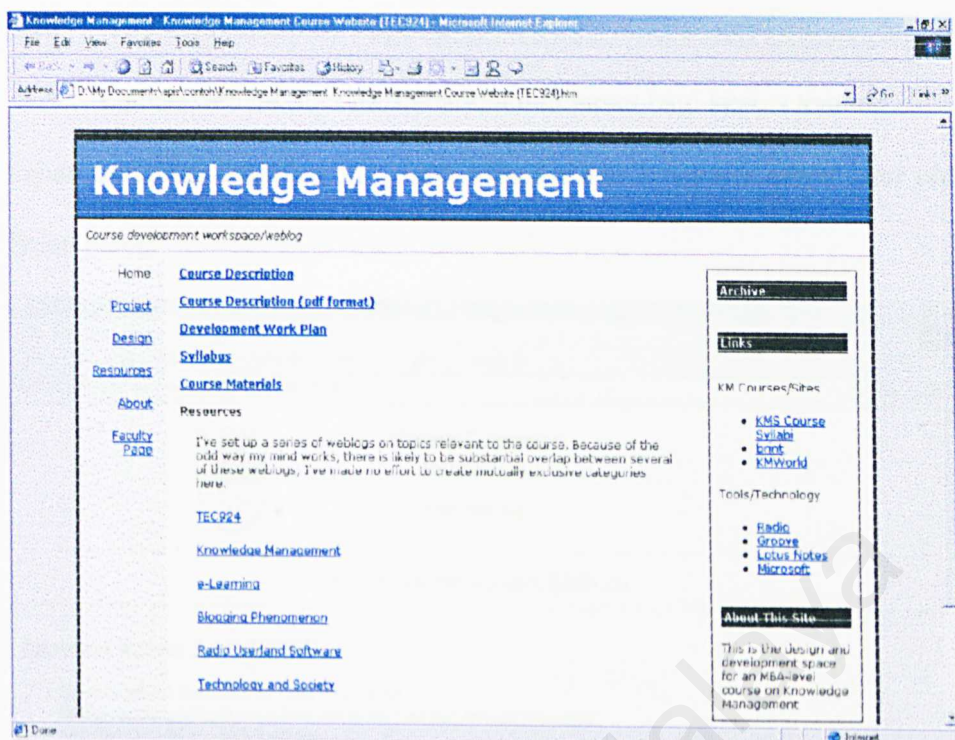 Knowledge Management : Knowledge Management Course Website (TEC924) - Microsoft Internet Explorer
File Edit View Favorites Tools Help
Back Search Favorites History
Address D:\My Documents\apis\contoh\Knowledge Management Knowledge Management Course Website (TEC924).htm Go Links »
Knowledge Management
Course development workspace/weblog
Home
Project
Design
Resources
About
Faculty
Page
Course Description
Course Description (pdf format)
Development Work Plan
Syllabus
Course Materials
Resources
I've set up a series of weblogs on topics relevant to the course. Because of the
odd way my mind works, there is likely to be substantial overlap between several
of these weblogs, I've made no effort to create mutually exclusive categories
here.
TEC924
Knowledge Management
e-Learning
Blogging Phenomenon
Radio Userland Software
Technology and Society
Archive
Links
KM Courses/Sites
KMS Course
Syllabi
brint
KMWorld
Tools/Technology
Radio
Groove
Lotus Notes
Microsoft
About This Site
This is the design and
development space
for an MBA-level
course on Knowledge
Management
Done
Internet